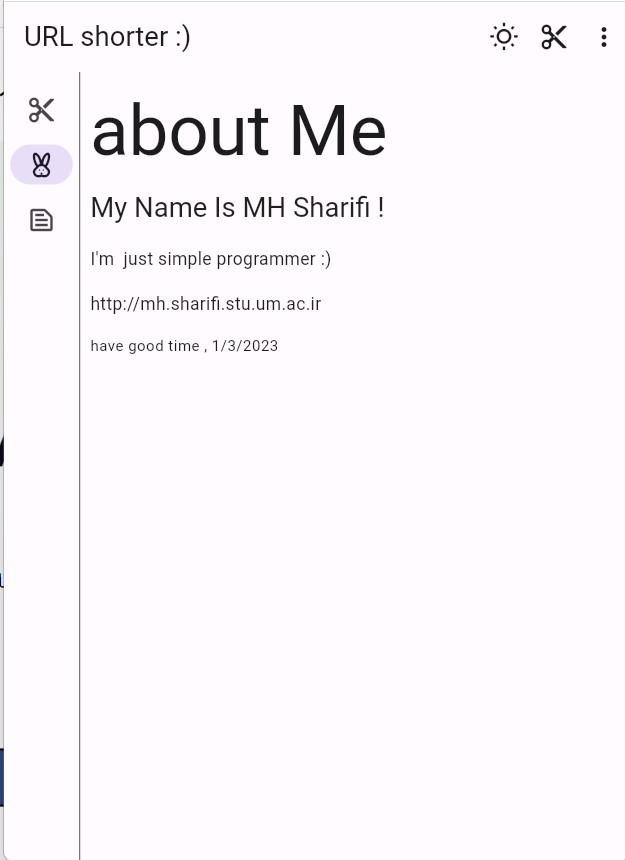 URL shorter :)
about Me
My Name Is MH Sharifi !
I'm  just simple programmer :)
http://mh.sharifi.stu.um.ac.ir
have good time , 1/3/2023